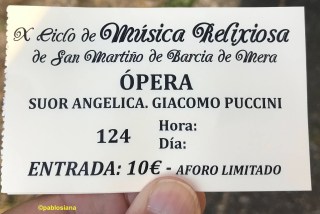 X Ciclo de Música Relixiosa
de San Martiño de Barcia de Mera
ÓPERA
SUOR ANGELICA. GIACOMO PUCCINI
124
Hora:
Día:
ENTRADA: 10€ - AFORO LIMITADO
©pablosiana